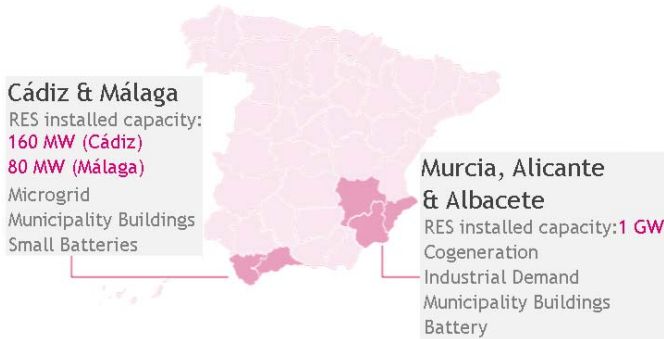 Cádiz & Málaga
RES installed capacity:
160 MW (Cádiz)
80 MW (Málaga)
Microgrid
Municipality Buildings
Small Batteries
Murcia, Alicante
& Albacete
RES installed capacity:1 GW
Cogeneration
Industrial Demand
Municipality Buildings
Battery